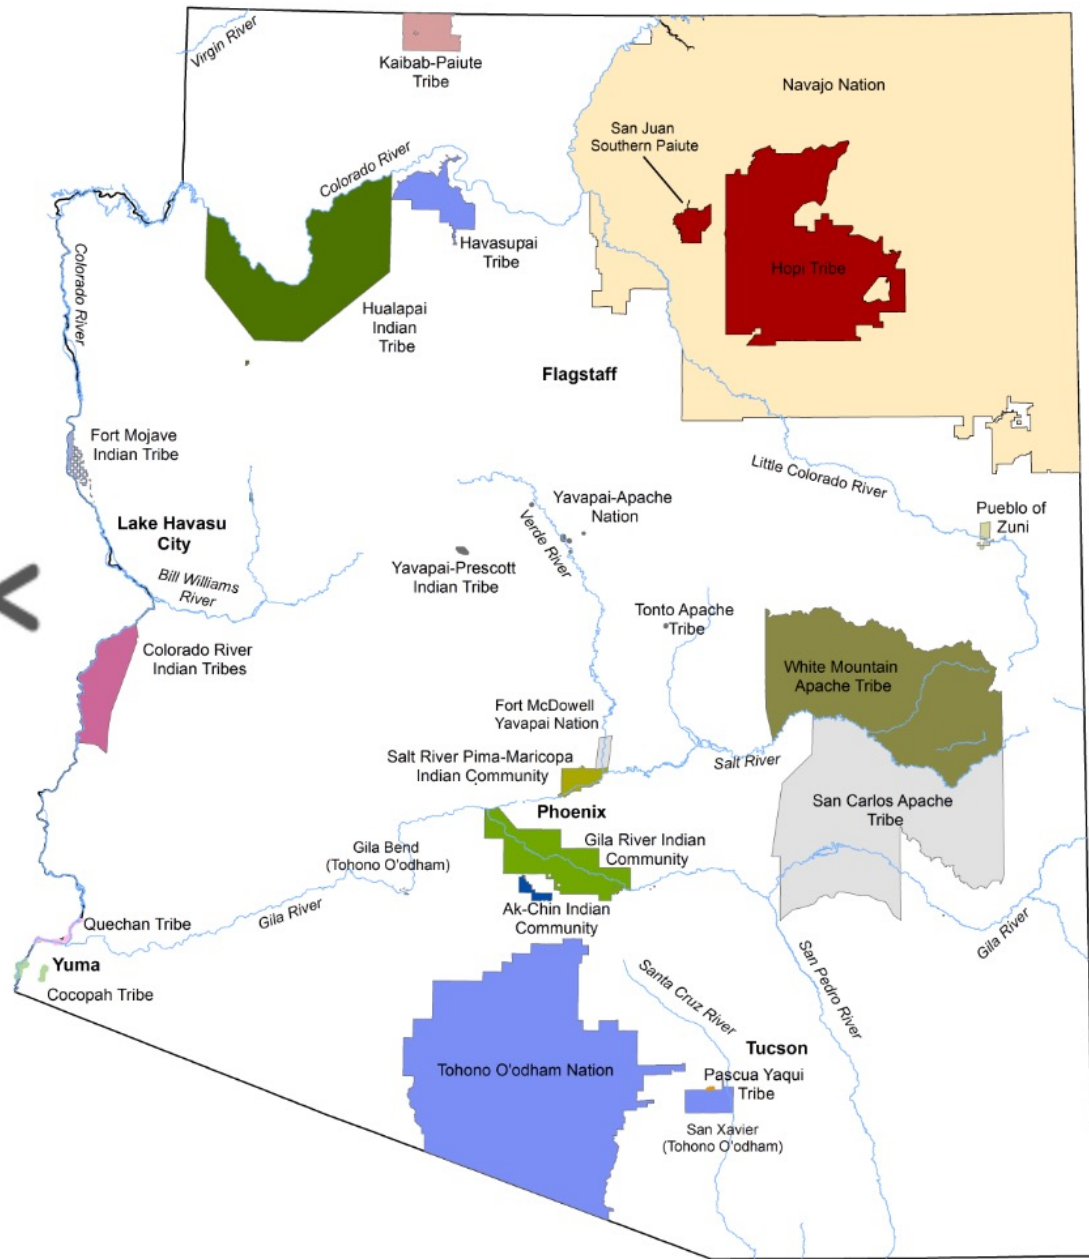 Virgin River
Kaibab-Paiute
Tribe
Navajo Nation
San Juan
Southern Paiute
Colorado River
Havasupai
Tribe
Hopi Tribe
Colorado River
Hualapai
Indian
Tribe
Flagstaff
Fort Mojave
Indian Tribe
Little Colorado River
Yavapai-Apache
Nation
Pueblo of
Zuni
Lake Havasu
City
Verde River
Yavapai-Prescott
Indian Tribe
Bill Williams
River
Tonto Apache
Tribe
Colorado River
Indian Tribes
White Mountain
Apache Tribe
Fort McDowell
Yavapai Nation
Salt River Pima-Maricopa
Indian Community
Salt River
San Carlos Apache
Tribe
Phoenix
Gila River Indian
Community
Gila Bend
(Tohono O'odham)
Ak-Chin Indian
Community
Gila River
Quechan Tribe
Gila River
Yuma
Cocopah Tribe
San Pedro River
Santa Cruz River
Tucson
Tohono O'odham Nation
Pascua Yaqui
Tribe
San Xavier
(Tohono O'odham)